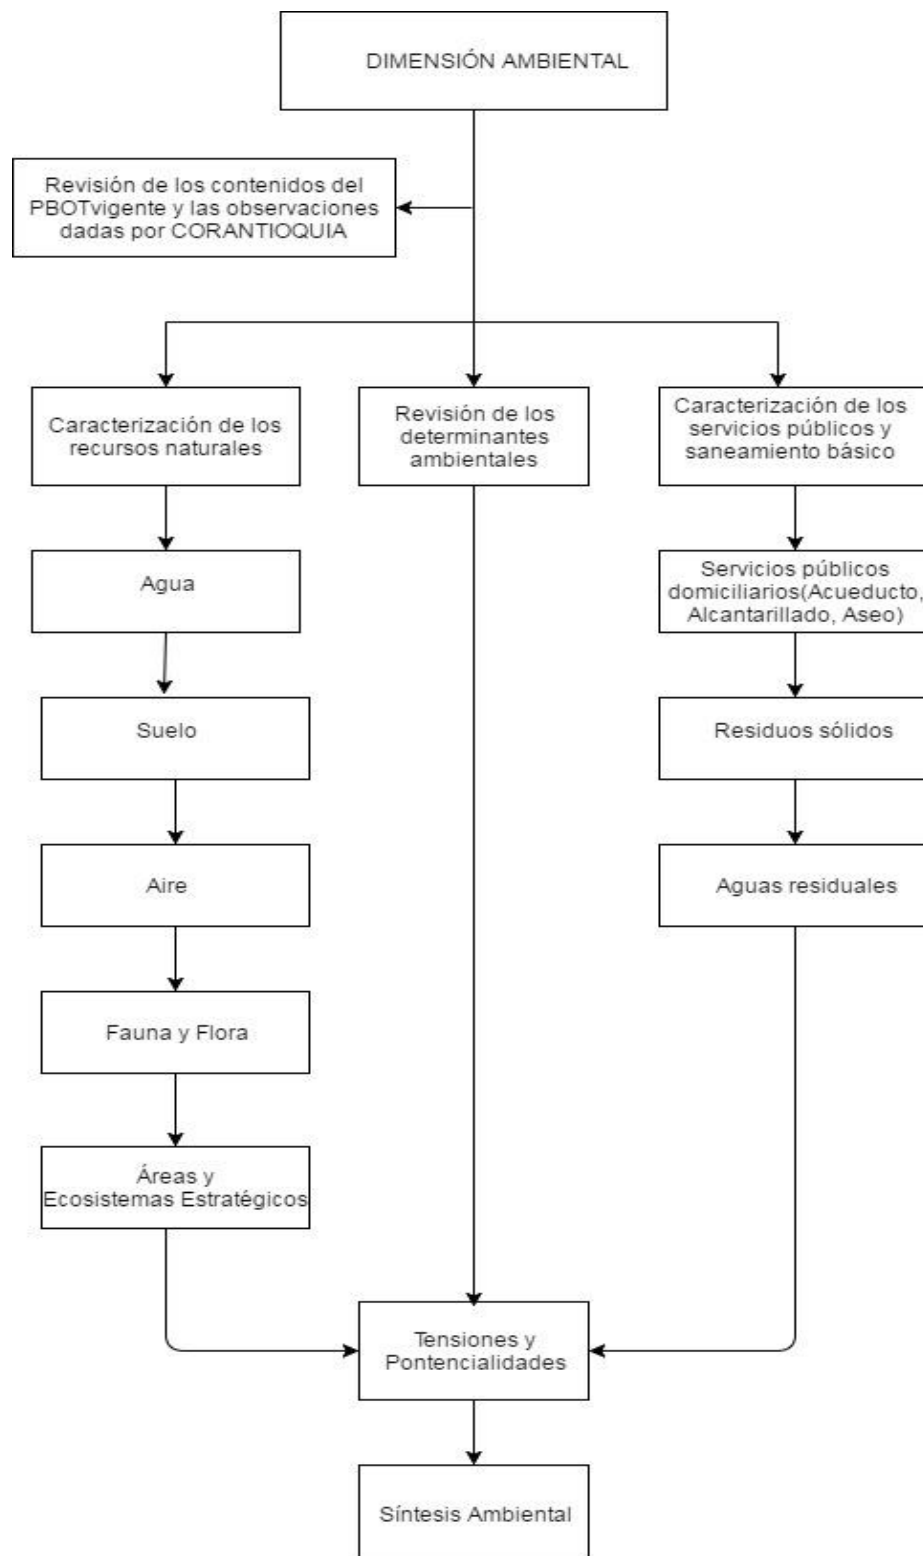 DIMENSIÓN AMBIENTAL
Revisión de los contenidos del
PBOTvigente y las observaciones
dadas por CORANTIOQUIA
Caracterización de los
recursos naturales
Revisión de los
determinantes
ambientales
Caracterización de los
servicios públicos y
saneamiento básico
Agua
Servicios públicos
domiciliarios(Acueducto,
Alcantarillado, Aseo)
Suelo
Residuos sólidos
Aire
Aguas residuales
Fauna y Flora
Áreas y
Ecosistemas Estratégicos
Tensiones y
Pontencialidades
Síntesis Ambiental